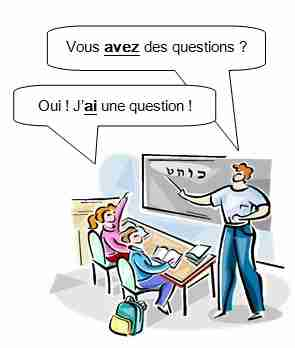 Vous avez des questions ?
Oui ! J'ai une question !